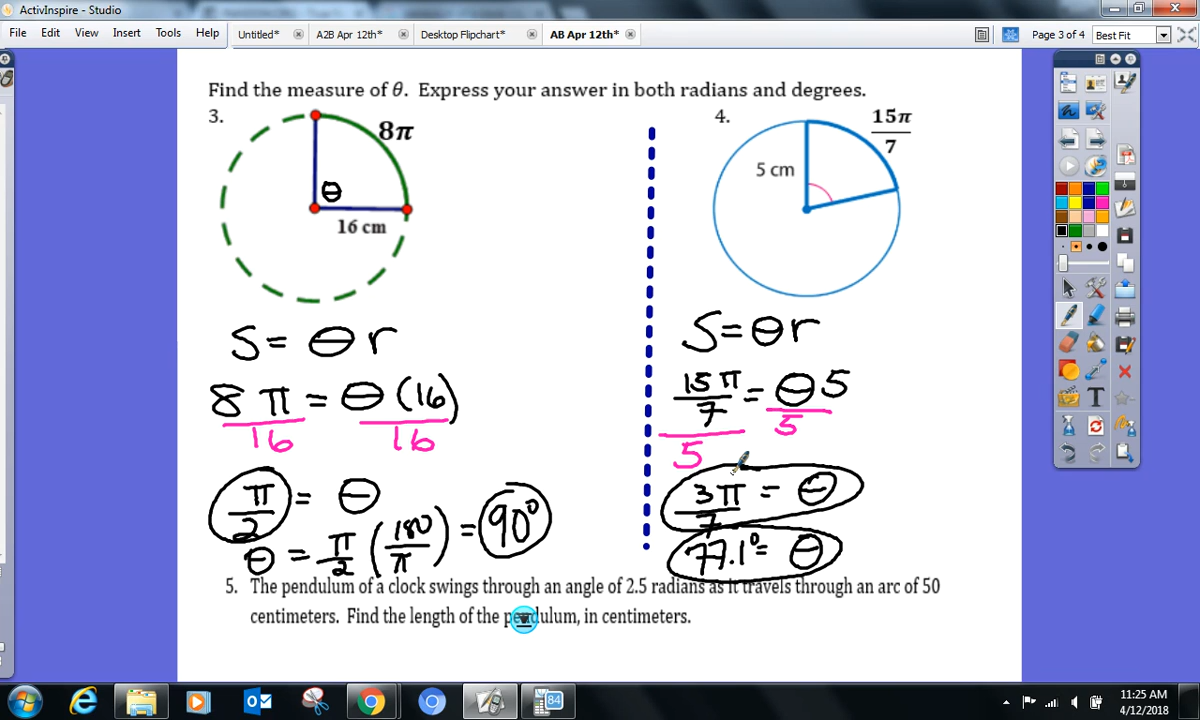 ActivInspire - Studio
File Edit View Insert Tools Help
Untitled* A2B Apr 12th* Desktop Flipchart* AB Apr 12th*
Page 3 of 4 Best Fit
Find the measure of θ. Express your answer in both radians and degrees.
3.
8π
θ
16 cm
S = θ r
8 π = θ (16)
16 16
π/2 = θ
θ = π/2 (180/π) = 90°
4.
15π/7
5 cm
S = θ r
15π/7 = θ 5
5 5
3π/7 = θ
77.1° = θ
5. The pendulum of a clock swings through an angle of 2.5 radians as it travels through an arc of 50
centimeters. Find the length of the pendulum, in centimeters.
84
11:25 AM
4/12/2018